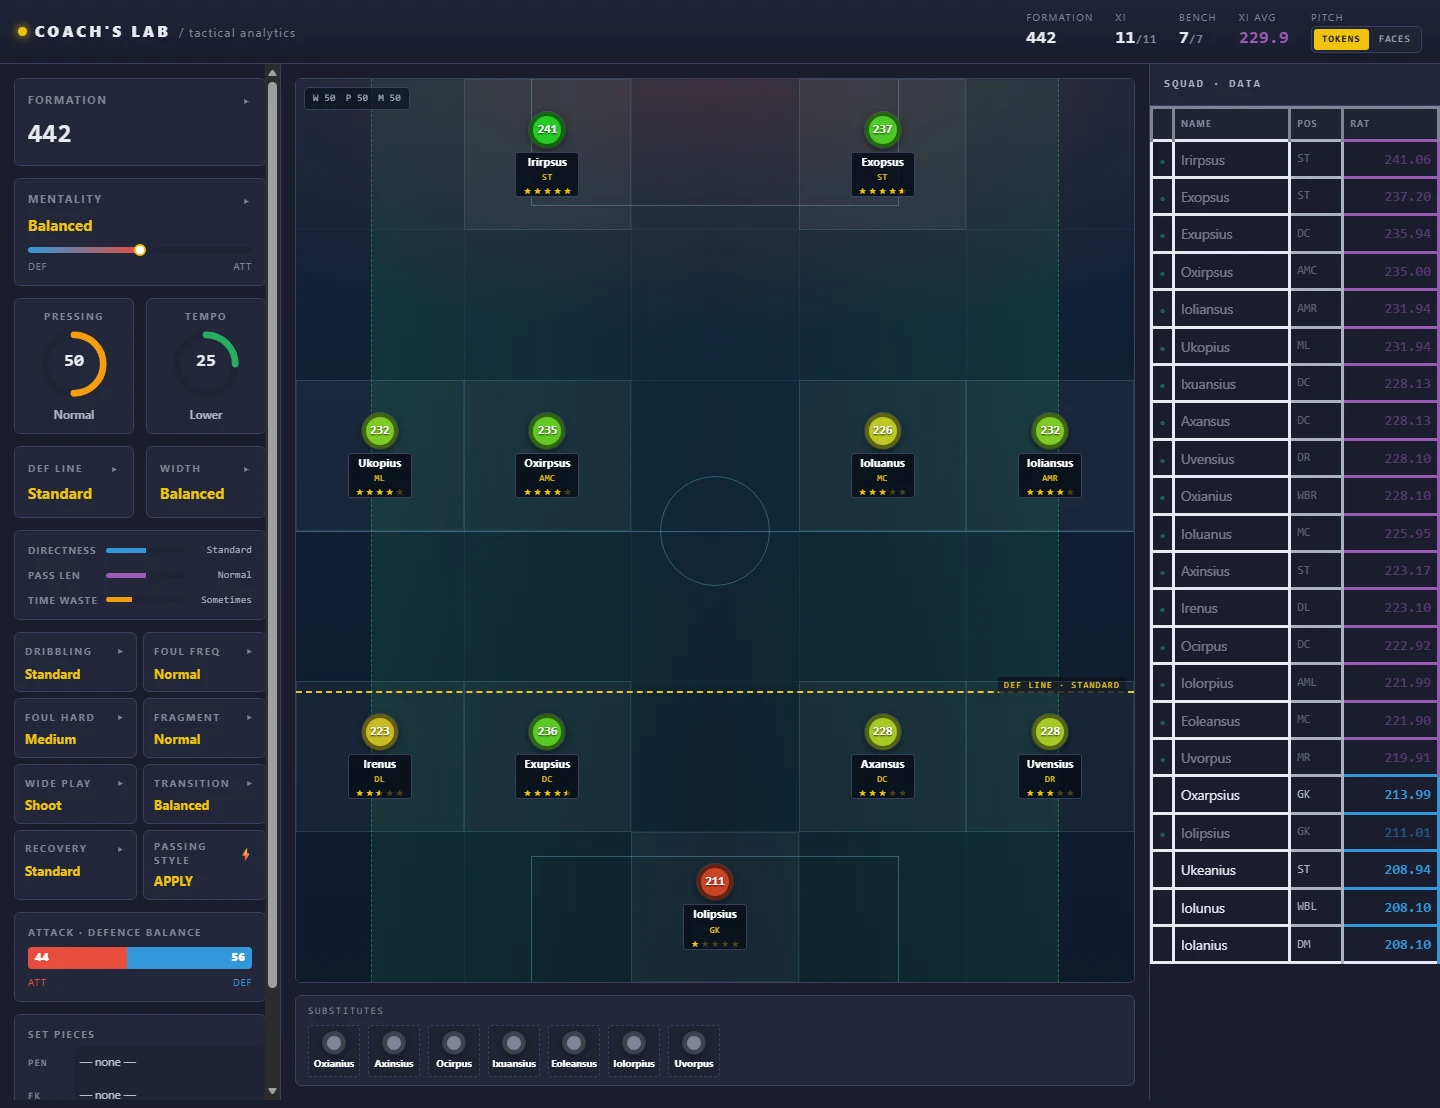 COACH'S LAB / tactical analytics
FORMATION
442
XI
11/11
BENCH
7/7
XI AVG
229.9
PITCH
TOKENS FACES
FORMATION
442
MENTALITY
Balanced
DEF ATT
PRESSING
50
Normal
TEMPO
25
Lower
DEF LINE
Standard
WIDTH
Balanced
DIRECTNESS Standard
PASS LEN Normal
TIME WASTE Sometimes
DRIBBLING
Standard
FOUL FREQ
Normal
FOUL HARD
Medium
FRAGMENT
Normal
WIDE PLAY
Shoot
TRANSITION
Balanced
RECOVERY
Standard
PASSING STYLE
APPLY
ATTACK · DEFENCE BALANCE
44 56
ATT DEF
SET PIECES
PEN — none —
FK — none —
W 50 P 50 M 50
241
Irirpsus
ST
237
Exopsus
ST
232
Ukopius
ML
235
Oxirpsus
AMC
226
Ioluanus
MC
232
Ioliansus
AMR
DEF LINE · STANDARD
223
Irenus
DL
236
Exupsius
DC
228
Axansus
DC
228
Uvensius
DR
211
Iolipsius
GK
SUBSTITUTES
Oxianius
Axinsius
Ocirpus
Ixuansius
Eoleansus
Iolorpius
Uvorpus
SQUAD · DATA
NAME POS RAT
Irirpsus ST 241.06
Exopsus ST 237.20
Exupsius DC 235.94
Oxirpsus AMC 235.00
Ioliansus AMR 231.94
Ukopius ML 231.94
Ixuansius DC 228.13
Axansus DC 228.13
Uvensius DR 228.10
Oxianius WBR 228.10
Ioluanus MC 225.95
Axinsius ST 223.17
Irenus DL 223.10
Ocirpus DC 222.92
Iolorpius AML 221.99
Eoleansus MC 221.90
Uvorpus MR 219.91
Oxarpsius GK 213.99
Iolipsius GK 211.01
Ukeanius ST 208.94
Iolunus WBL 208.10
Iolanius DM 208.10